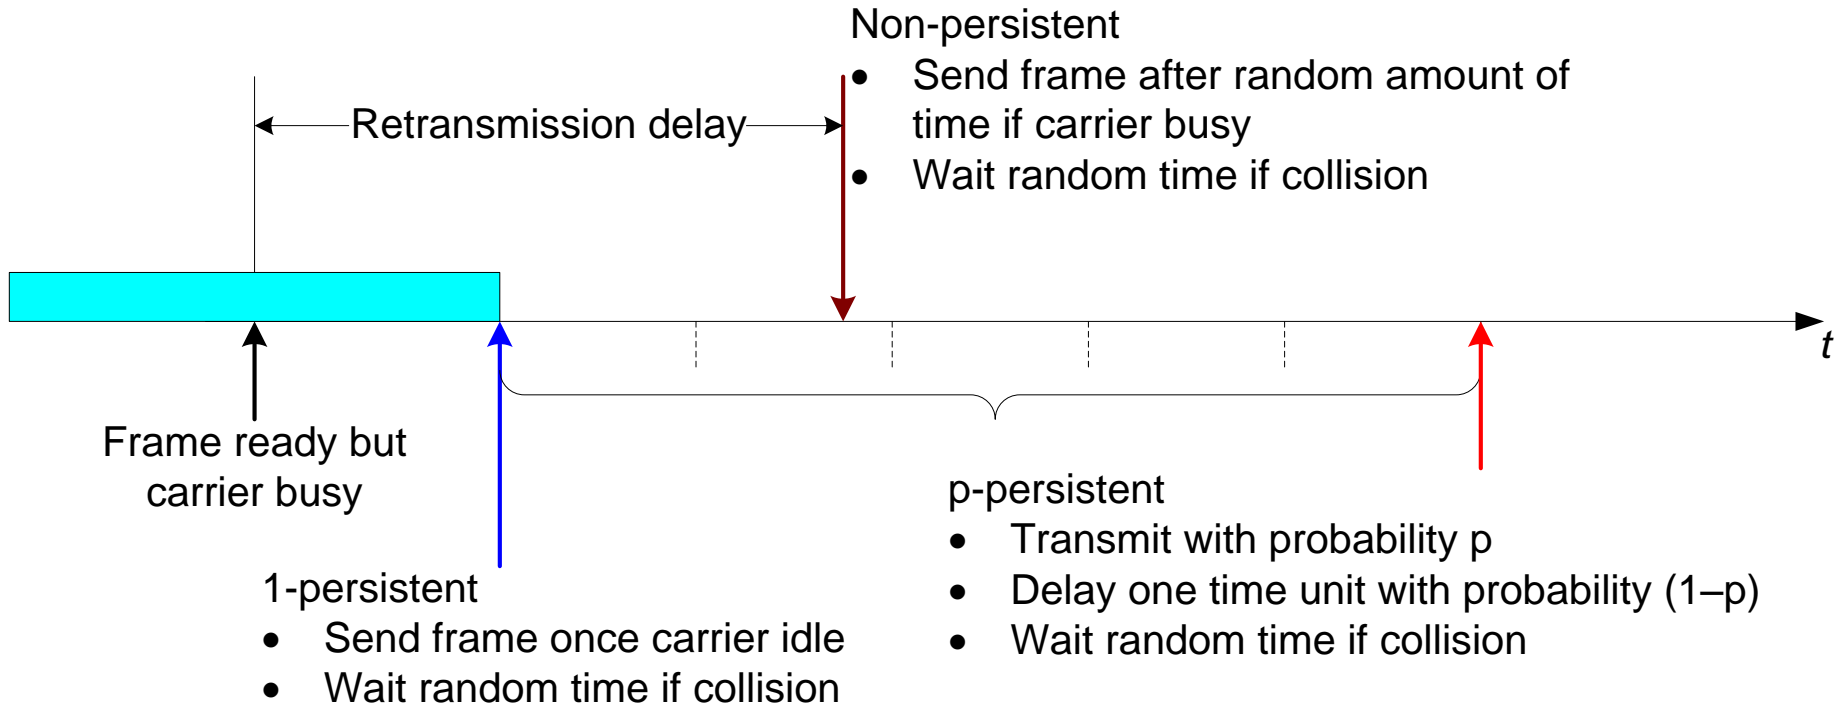 Non-persistent
• Send frame after random amount of
time if carrier busy
• Wait random time if collision
Retransmission delay
t
Frame ready but
carrier busy
1-persistent
• Send frame once carrier idle
• Wait random time if collision
p-persistent
• Transmit with probability p
• Delay one time unit with probability (1–p)
• Wait random time if collision